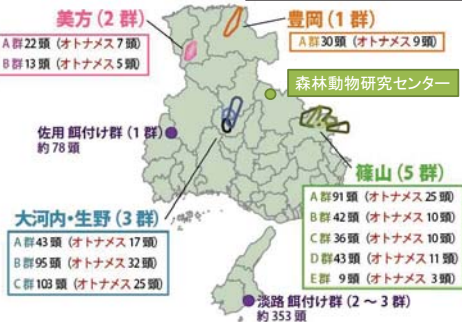 美方（2 群）
A群22頭（オトナメス 7頭）
B群13頭（オトナメス 5頭）
豊岡（1 群）
A群30頭（オトナメス 9頭）
森林動物研究センター
佐用 餌付け群（1 群）
約 78 頭
篠山（5 群）
A群91頭（オトナメス 25頭）
B群 42頭（オトナメス 10頭）
C群 36頭（オトナメス 10頭）
D群43頭（オトナメス 11頭）
E群 9頭（オトナメス 3頭）
大河内・生野（3 群）
A群43頭（オトナメス 17頭）
B群95頭（オトナメス 32頭）
C群103頭（オトナメス 25頭）
淡路 餌付け群（2 〜 3 群）
約 353 頭